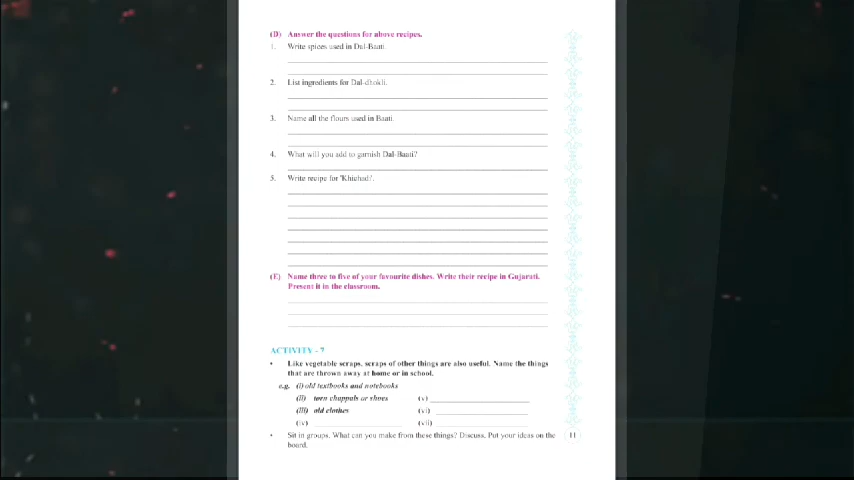 (D) Answer the questions for above recipes.
1. Write spices used in Dal-Baati.
2. List ingredients for Dal-dhokli.
3. Name all the flours used in Baati.
4. What will you add to garnish Dal-Baati?
5. Write recipe for 'Khichad'.
(E) Name three to five of your favourite dishes. Write their recipe in Gujarati.
Present it in the classroom.
ACTIVITY - 7
• Like vegetable scraps, scraps of other things are also useful. Name the things
that are thrown away at home or in school.
e.g. (i) old textbooks and notebooks
(ii) torn chappals or shoes (v)
(iii) old clothes (vi)
(iv) (vii)
• Sit in groups. What can you make from these things? Discuss. Put your ideas on the
board.
11